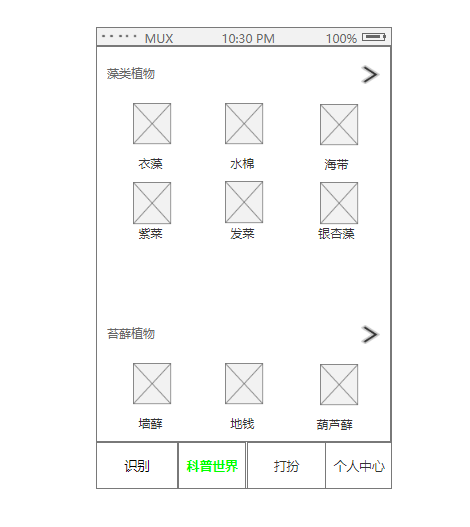 MUX 10:30 PM 100%
藻类植物
衣藻 水棉 海带
紫菜 发菜 银杏藻
苔藓植物
墙藓 地钱 葫芦藓
识别 科普世界 打扮 个人中心